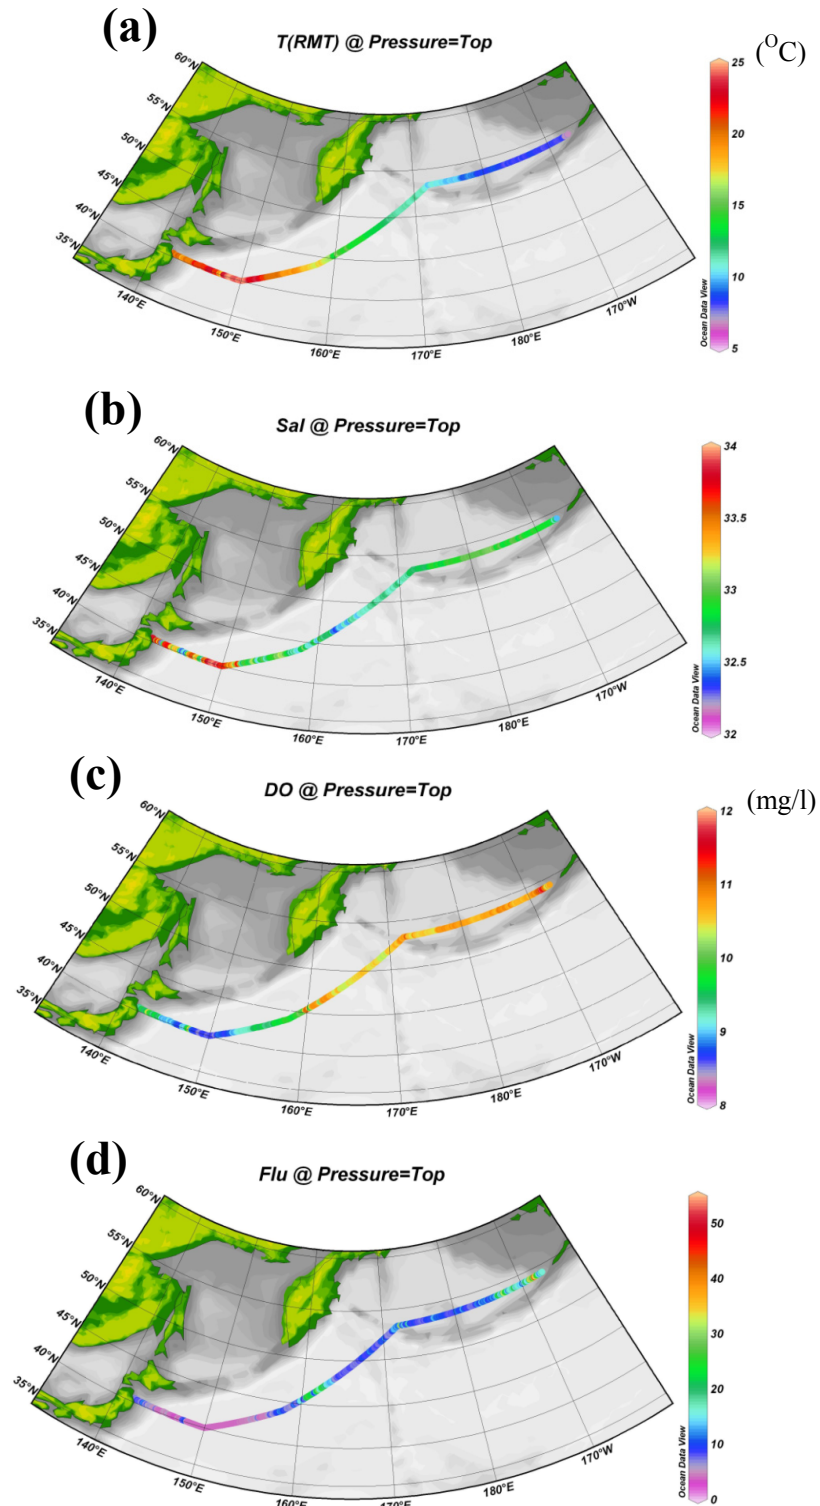 (a)
T(RMT) @ Pressure=Top
(°C)
60°N
55°N
50°N
45°N
40°N
35°N
140°E
150°E
160°E
170°E
180°E
170°W
25
20
15
10
5
Ocean Data View
(b)
Sal @ Pressure=Top
60°N
55°N
50°N
45°N
40°N
35°N
140°E
150°E
160°E
170°E
180°E
170°W
34
33.5
33
32.5
32
Ocean Data View
(c)
DO @ Pressure=Top
(mg/l)
60°N
55°N
50°N
45°N
40°N
35°N
140°E
150°E
160°E
170°E
180°E
170°W
12
11
10
9
8
Ocean Data View
(d)
Flu @ Pressure=Top
60°N
55°N
50°N
45°N
40°N
35°N
140°E
150°E
160°E
170°E
180°E
170°W
50
40
30
20
10
0
Ocean Data View